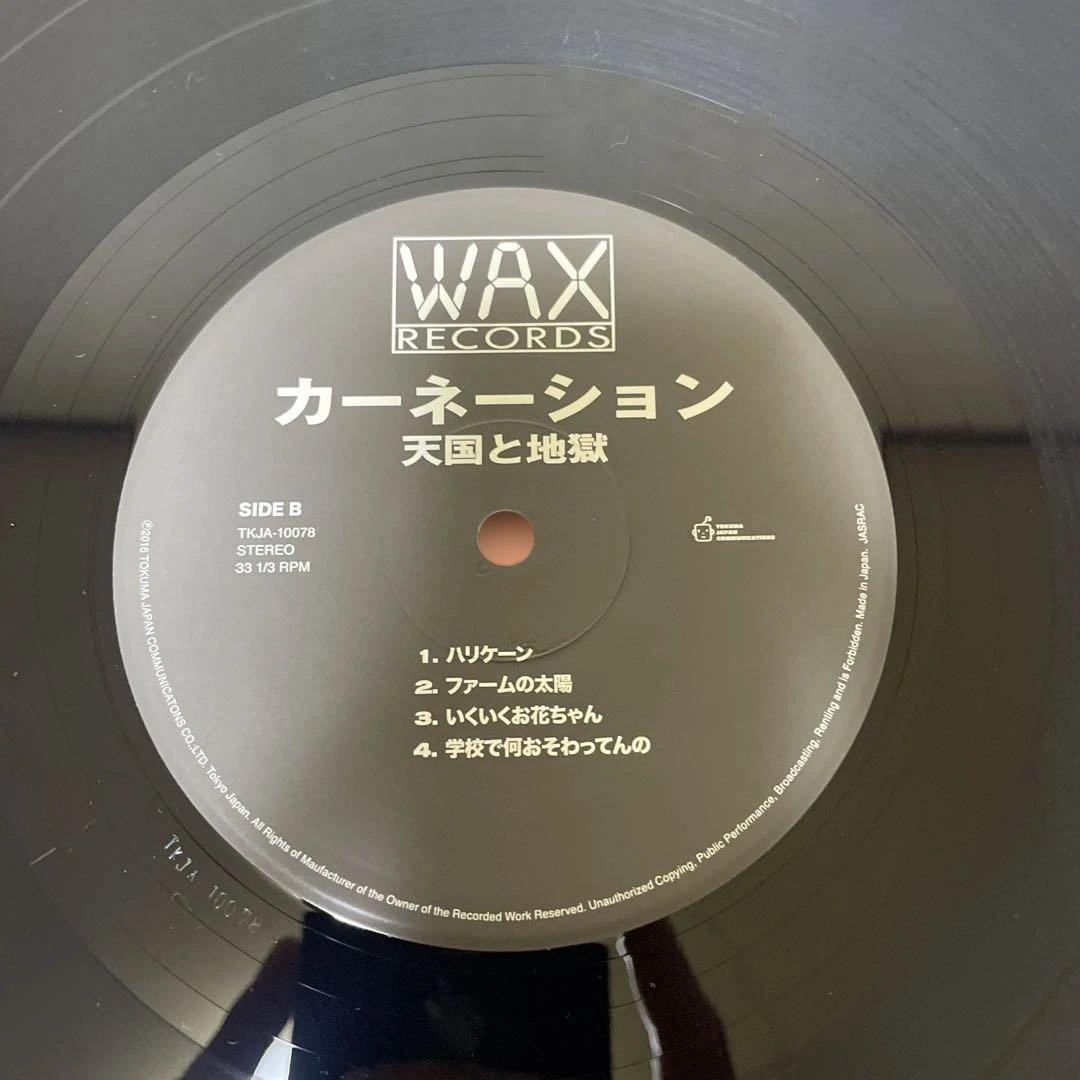 WAX
RECORDS
カーネーション
天国と地獄
SIDE B
TKJA-10078
STEREO
33 1/3 RPM
TOKUMA
JAPAN
COMMUNICATIONS
1. ハリケーン
2. ファームの太陽
3. いくいくお花ちゃん
4. 学校で何おそわってんの
℗2016 TOKUMA JAPAN COMMUNICATONS CO.,LTD. Tokyo Japan. All Rights of Maufacturer of the Owner of the Recorded Work Reserved. Unauthorized Copying, Public Performance, Broadcasting, Renting and is Forbidden. Made in Japan. JASRAC
TKJA 10078